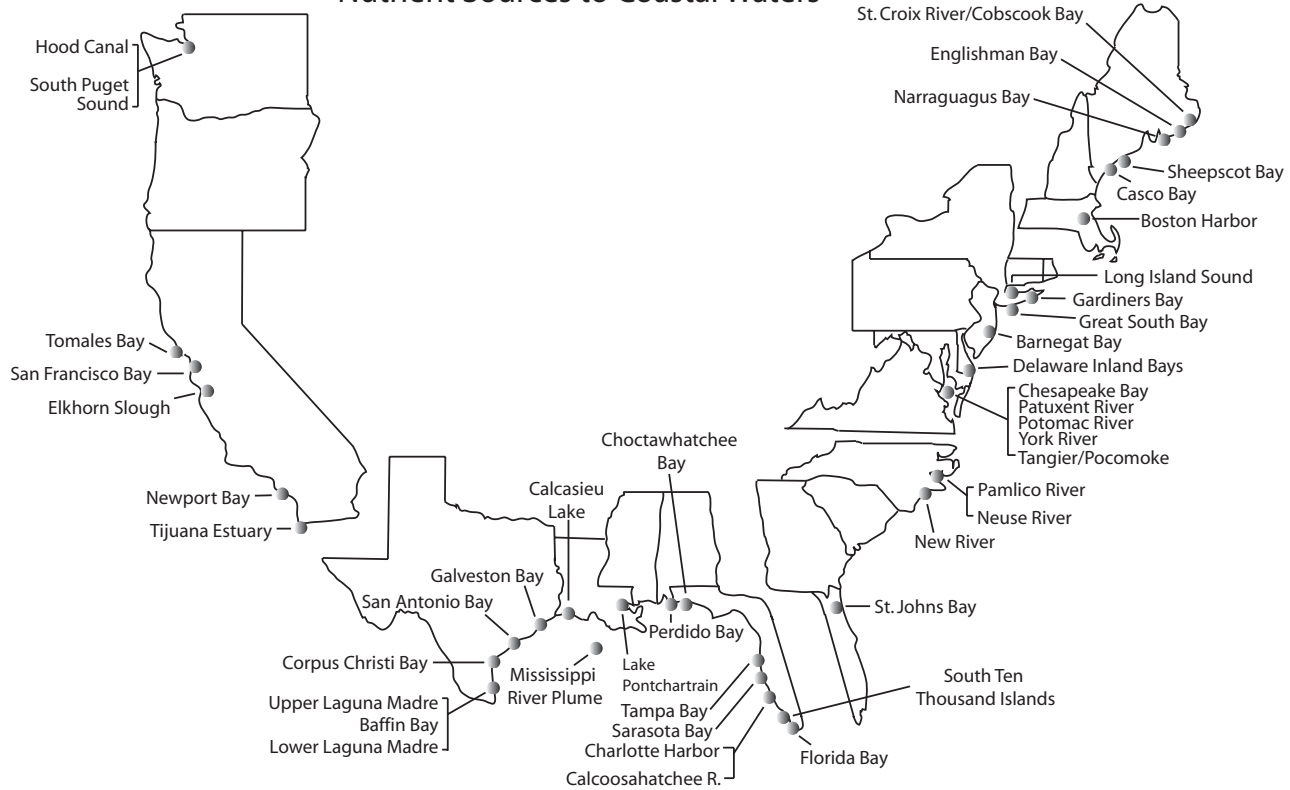 Nutrient Sources to Coastal Waters
Hood Canal
South Puget
Sound
Tomales Bay
San Francisco Bay
Elkhorn Slough
Newport Bay
Tijuana Estuary
St. Croix River/Cobscook Bay
Englishman Bay
Narraguagus Bay
Sheepscot Bay
Casco Bay
Boston Harbor
Long Island Sound
Gardiners Bay
Great South Bay
Barnegat Bay
Delaware Inland Bays
Chesapeake Bay
Patuxent River
Potomac River
York River
Tangier/Pocomoke
Pamlico River
Neuse River
New River
St. Johns Bay
Choctawhatchee
Bay
Calcasieu
Lake
Galveston Bay
San Antonio Bay
Corpus Christi Bay
Upper Laguna Madre
Baffin Bay
Lower Laguna Madre
Mississippi
River Plume
Lake
Pontchartrain
Perdido Bay
Tampa Bay
Sarasota Bay
Charlotte Harbor
Calcoosahatchee R.
South Ten
Thousand Islands
Florida Bay